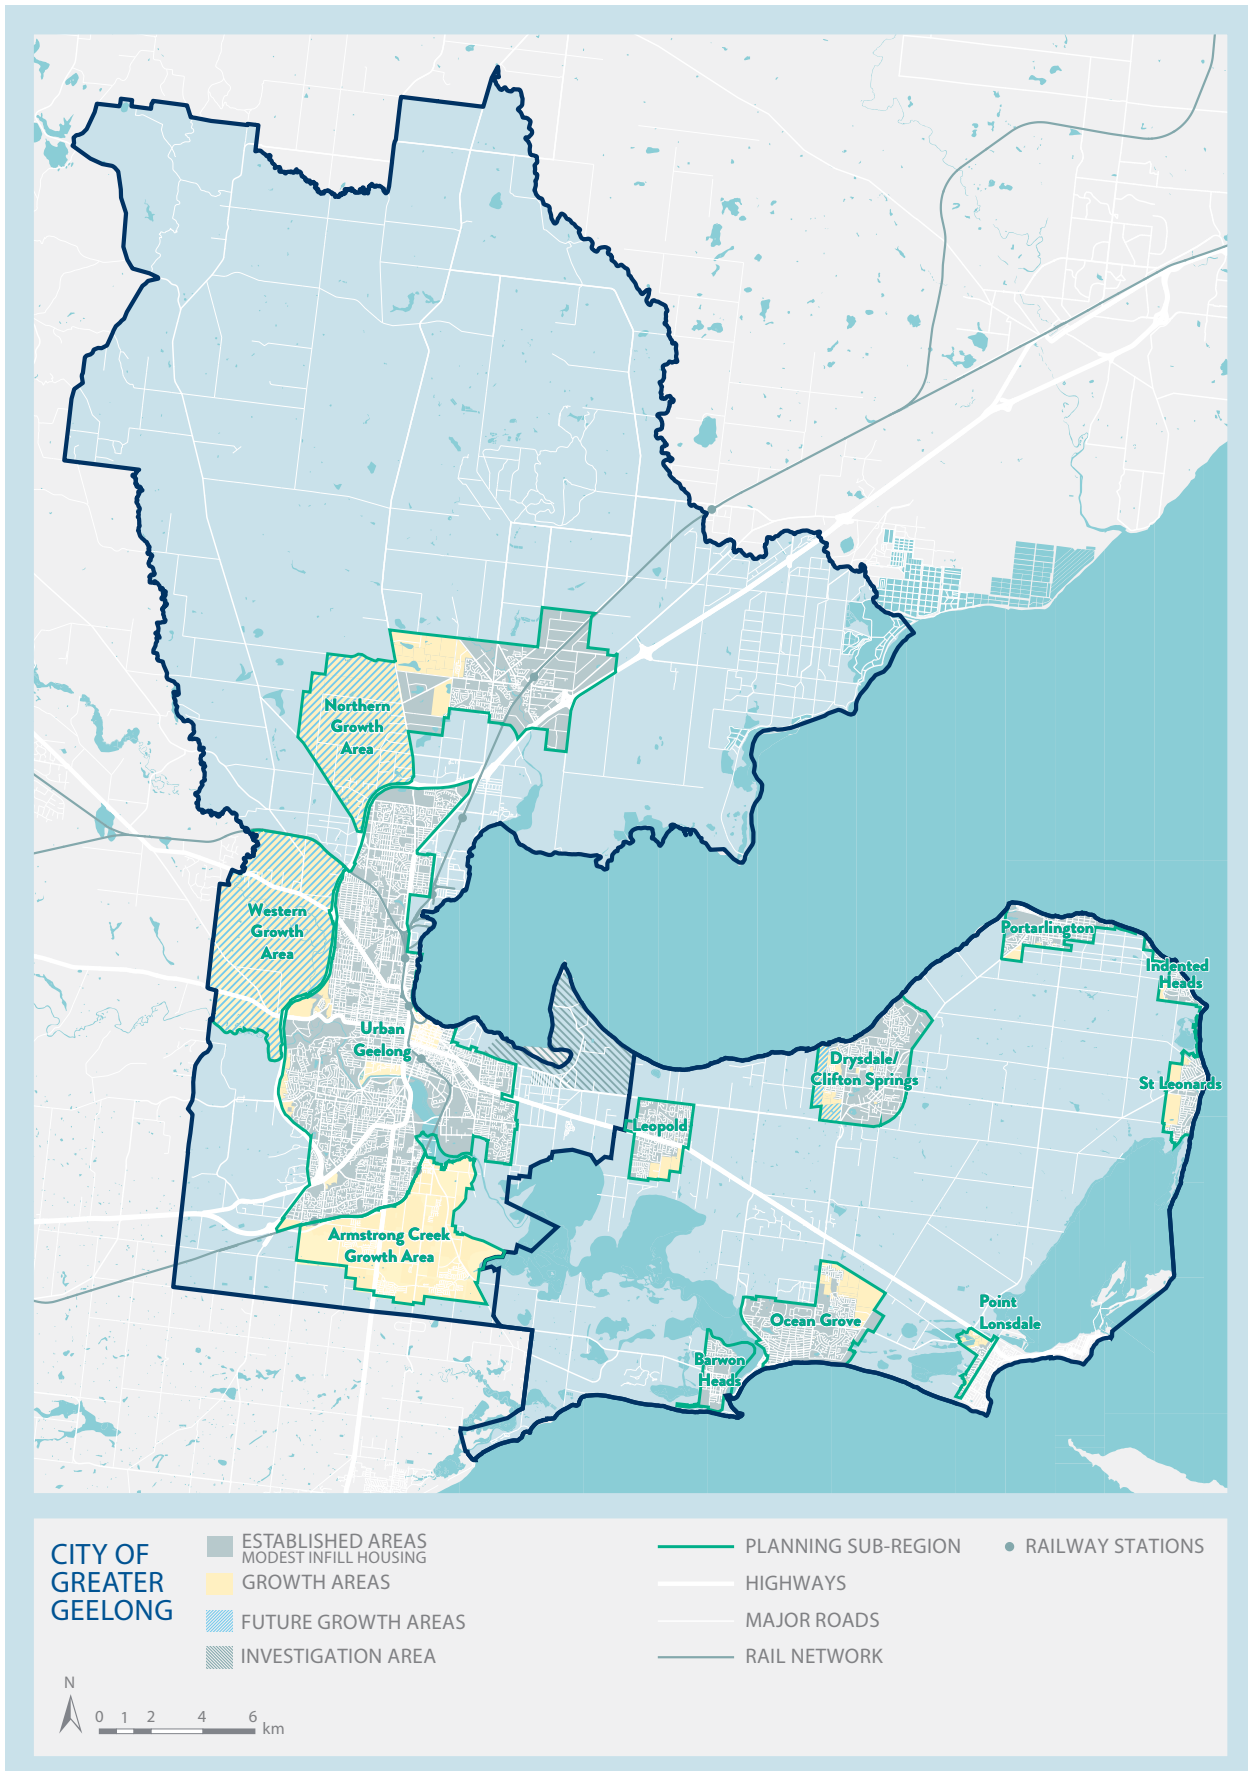 Northern
Growth
Area
Western
Growth
Area
Portarlington
Indented
Heads
Urban
Geelong
Drysdale/
Clifton Springs
St Leonards
Leopold
Armstrong Creek
Growth Area
Point
Lonsdale
Ocean Grove
Barwon
Heads
CITY OF
GREATER
GEELONG
ESTABLISHED AREAS
MODEST INFILL HOUSING
GROWTH AREAS
FUTURE GROWTH AREAS
INVESTIGATION AREA
PLANNING SUB-REGION
HIGHWAYS
MAJOR ROADS
RAIL NETWORK
RAILWAY STATIONS
N
0 1 2 4 6 km